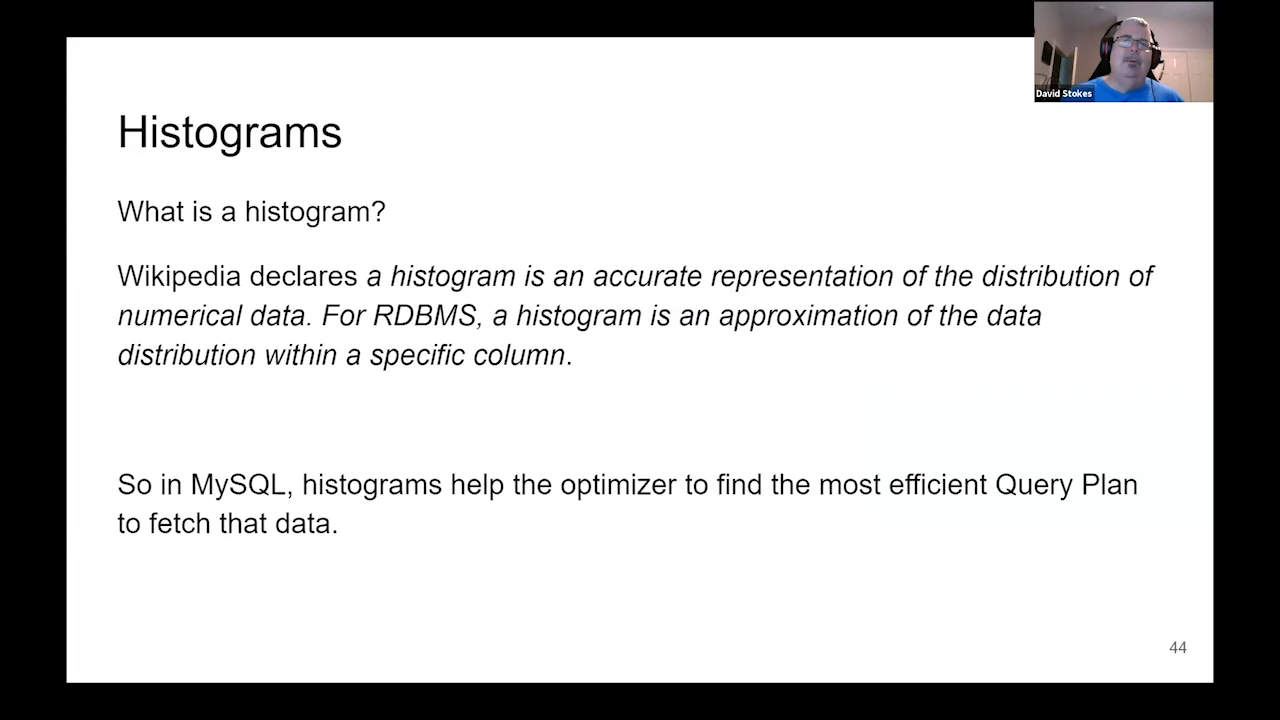 David Stokes
Histograms
What is a histogram?
Wikipedia declares a histogram is an accurate representation of the distribution of
numerical data. For RDBMS, a histogram is an approximation of the data
distribution within a specific column.
So in MySQL, histograms help the optimizer to find the most efficient Query Plan
to fetch that data.
44